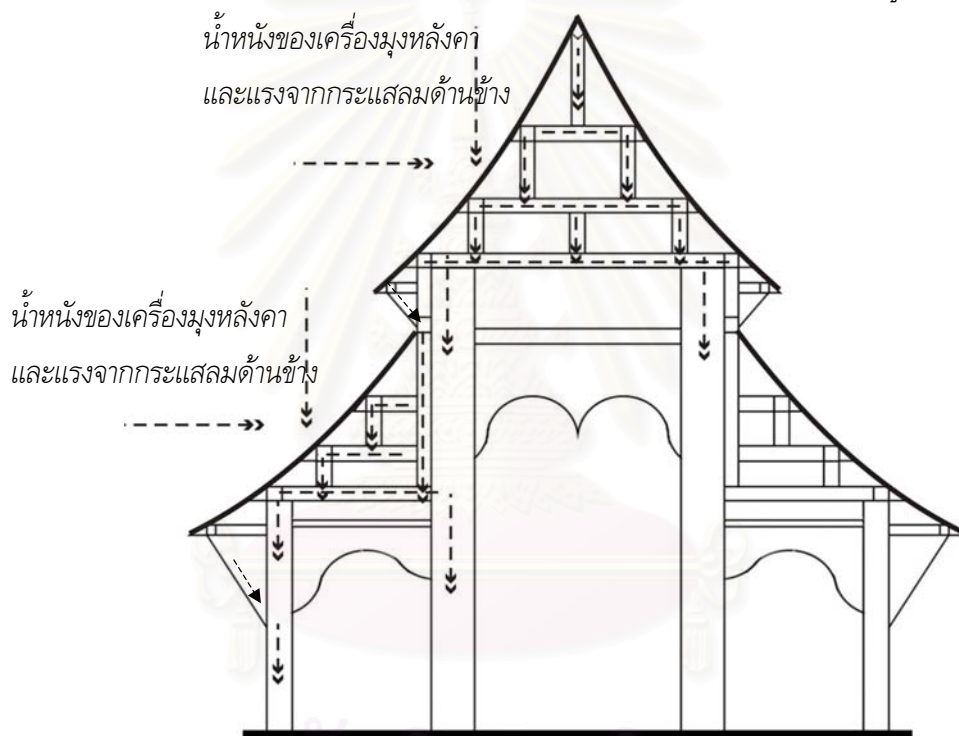 น้ำหนังของเครื่องมุงหลังคา
และแรงจากกระแสลมด้านข้าง
น้ำหนังของเครื่องมุงหลังคา
และแรงจากกระแสลมด้านข้าง